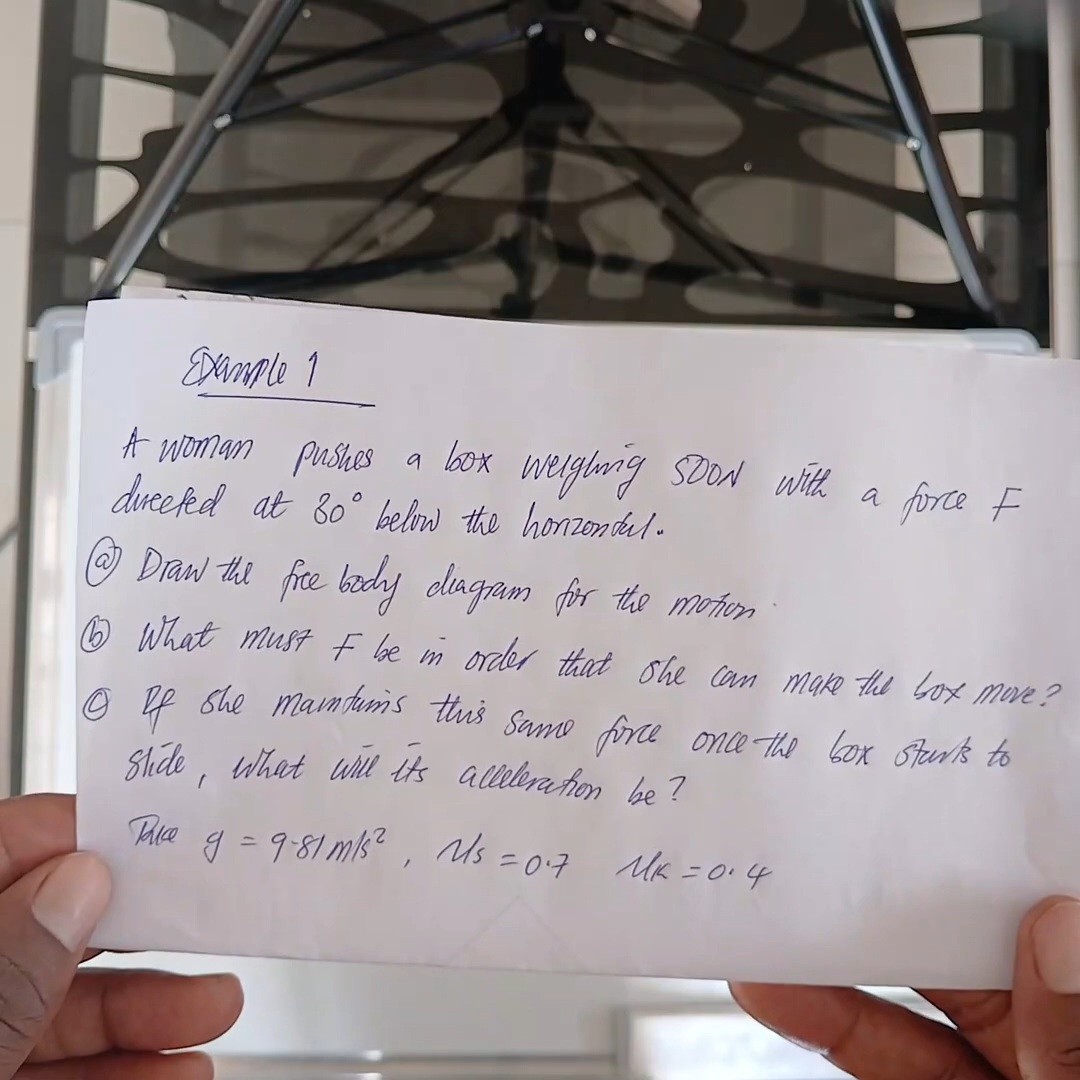 Example 1
A woman pushes a box weighing 500N with a force F
directed at 30° below the horizontal.
(a) Draw the free body diagram for the motion.
(b) What must F be in order that she can make the box move?
(c) If she maintains this same force once the box starts to
slide, what will its acceleration be?
Take g = 9.81 m/s², μs = 0.7 μk = 0.4